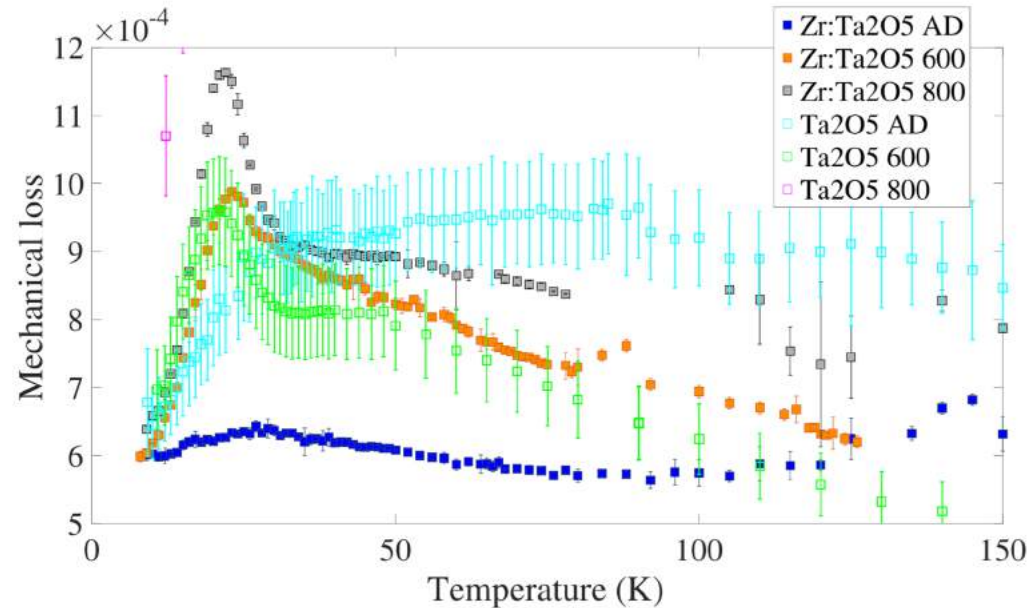 ×10⁻⁴
12
11
10
9
8
7
6
5
Mechanical loss
0
50
100
150
Temperature (K)
Zr:Ta2O5 AD
Zr:Ta2O5 600
Zr:Ta2O5 800
Ta2O5 AD
Ta2O5 600
Ta2O5 800